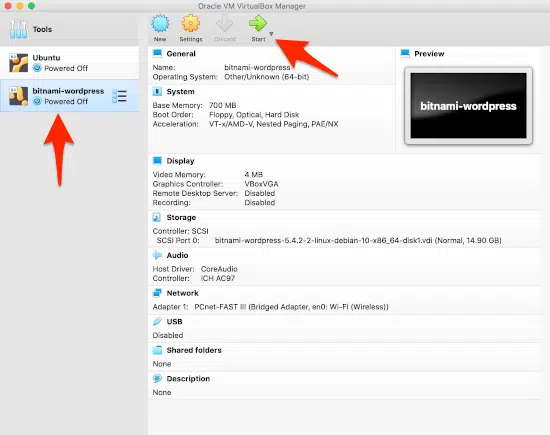 Oracle VM VirtualBox Manager
Tools
New Settings Discard Start
Ubuntu
Powered Off
bitnami-wordpress
Powered Off
General
Name: bitnami-wordpress
Operating System: Other/Unknown (64-bit)
System
Base Memory: 700 MB
Boot Order: Floppy, Optical, Hard Disk
Acceleration: VT-x/AMD-V, Nested Paging, PAE/NX
Preview
bitnami-wordpress
Display
Video Memory: 4 MB
Graphics Controller: VBoxVGA
Remote Desktop Server: Disabled
Recording: Disabled
Storage
Controller: SCSI
SCSI Port 0: bitnami-wordpress-5.4.2-2-linux-debian-10-x86_64-disk1.vdi (Normal, 14.90 GB)
Audio
Host Driver: CoreAudio
Controller: ICH AC97
Network
Adapter 1: PCnet-FAST III (Bridged Adapter, en0: Wi-Fi (Wireless))
USB
Disabled
Shared folders
None
Description
None